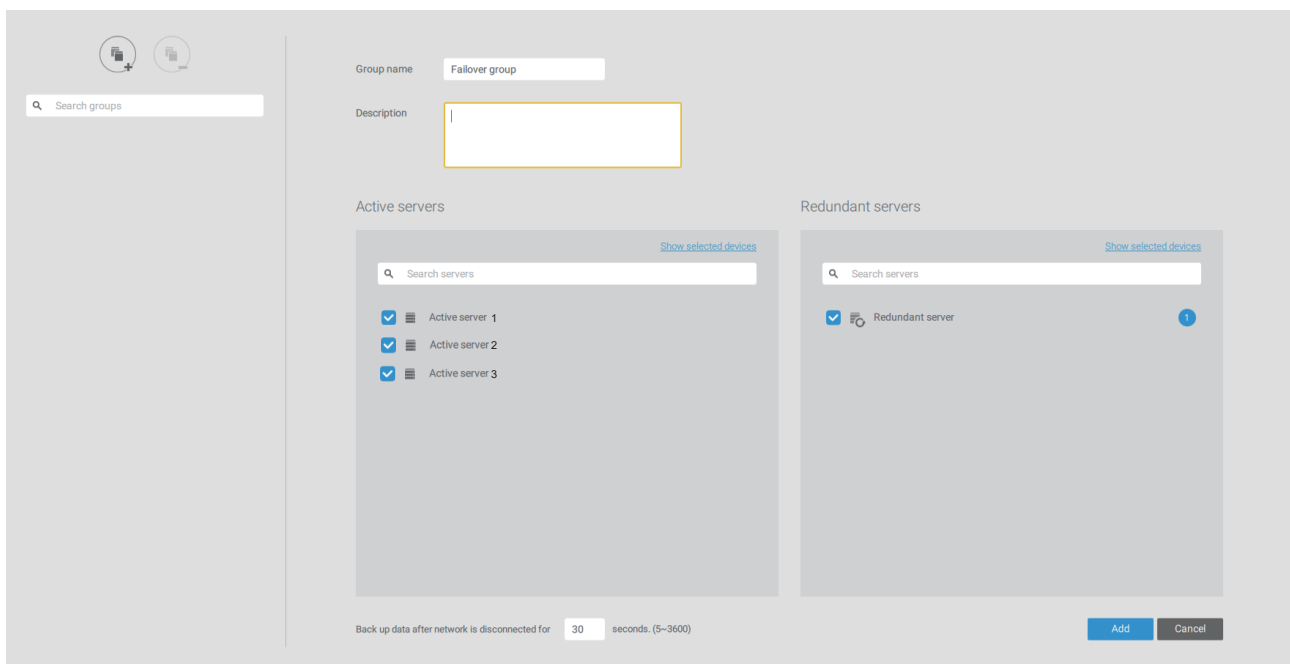 Search groups
Group name Failover group
Description
Active servers
Show selected devices
Search servers
Active server 1
Active server 2
Active server 3
Redundant servers
Show selected devices
Search servers
Redundant server 1
Back up data after network is disconnected for 30 seconds. (5~3600)
Add Cancel